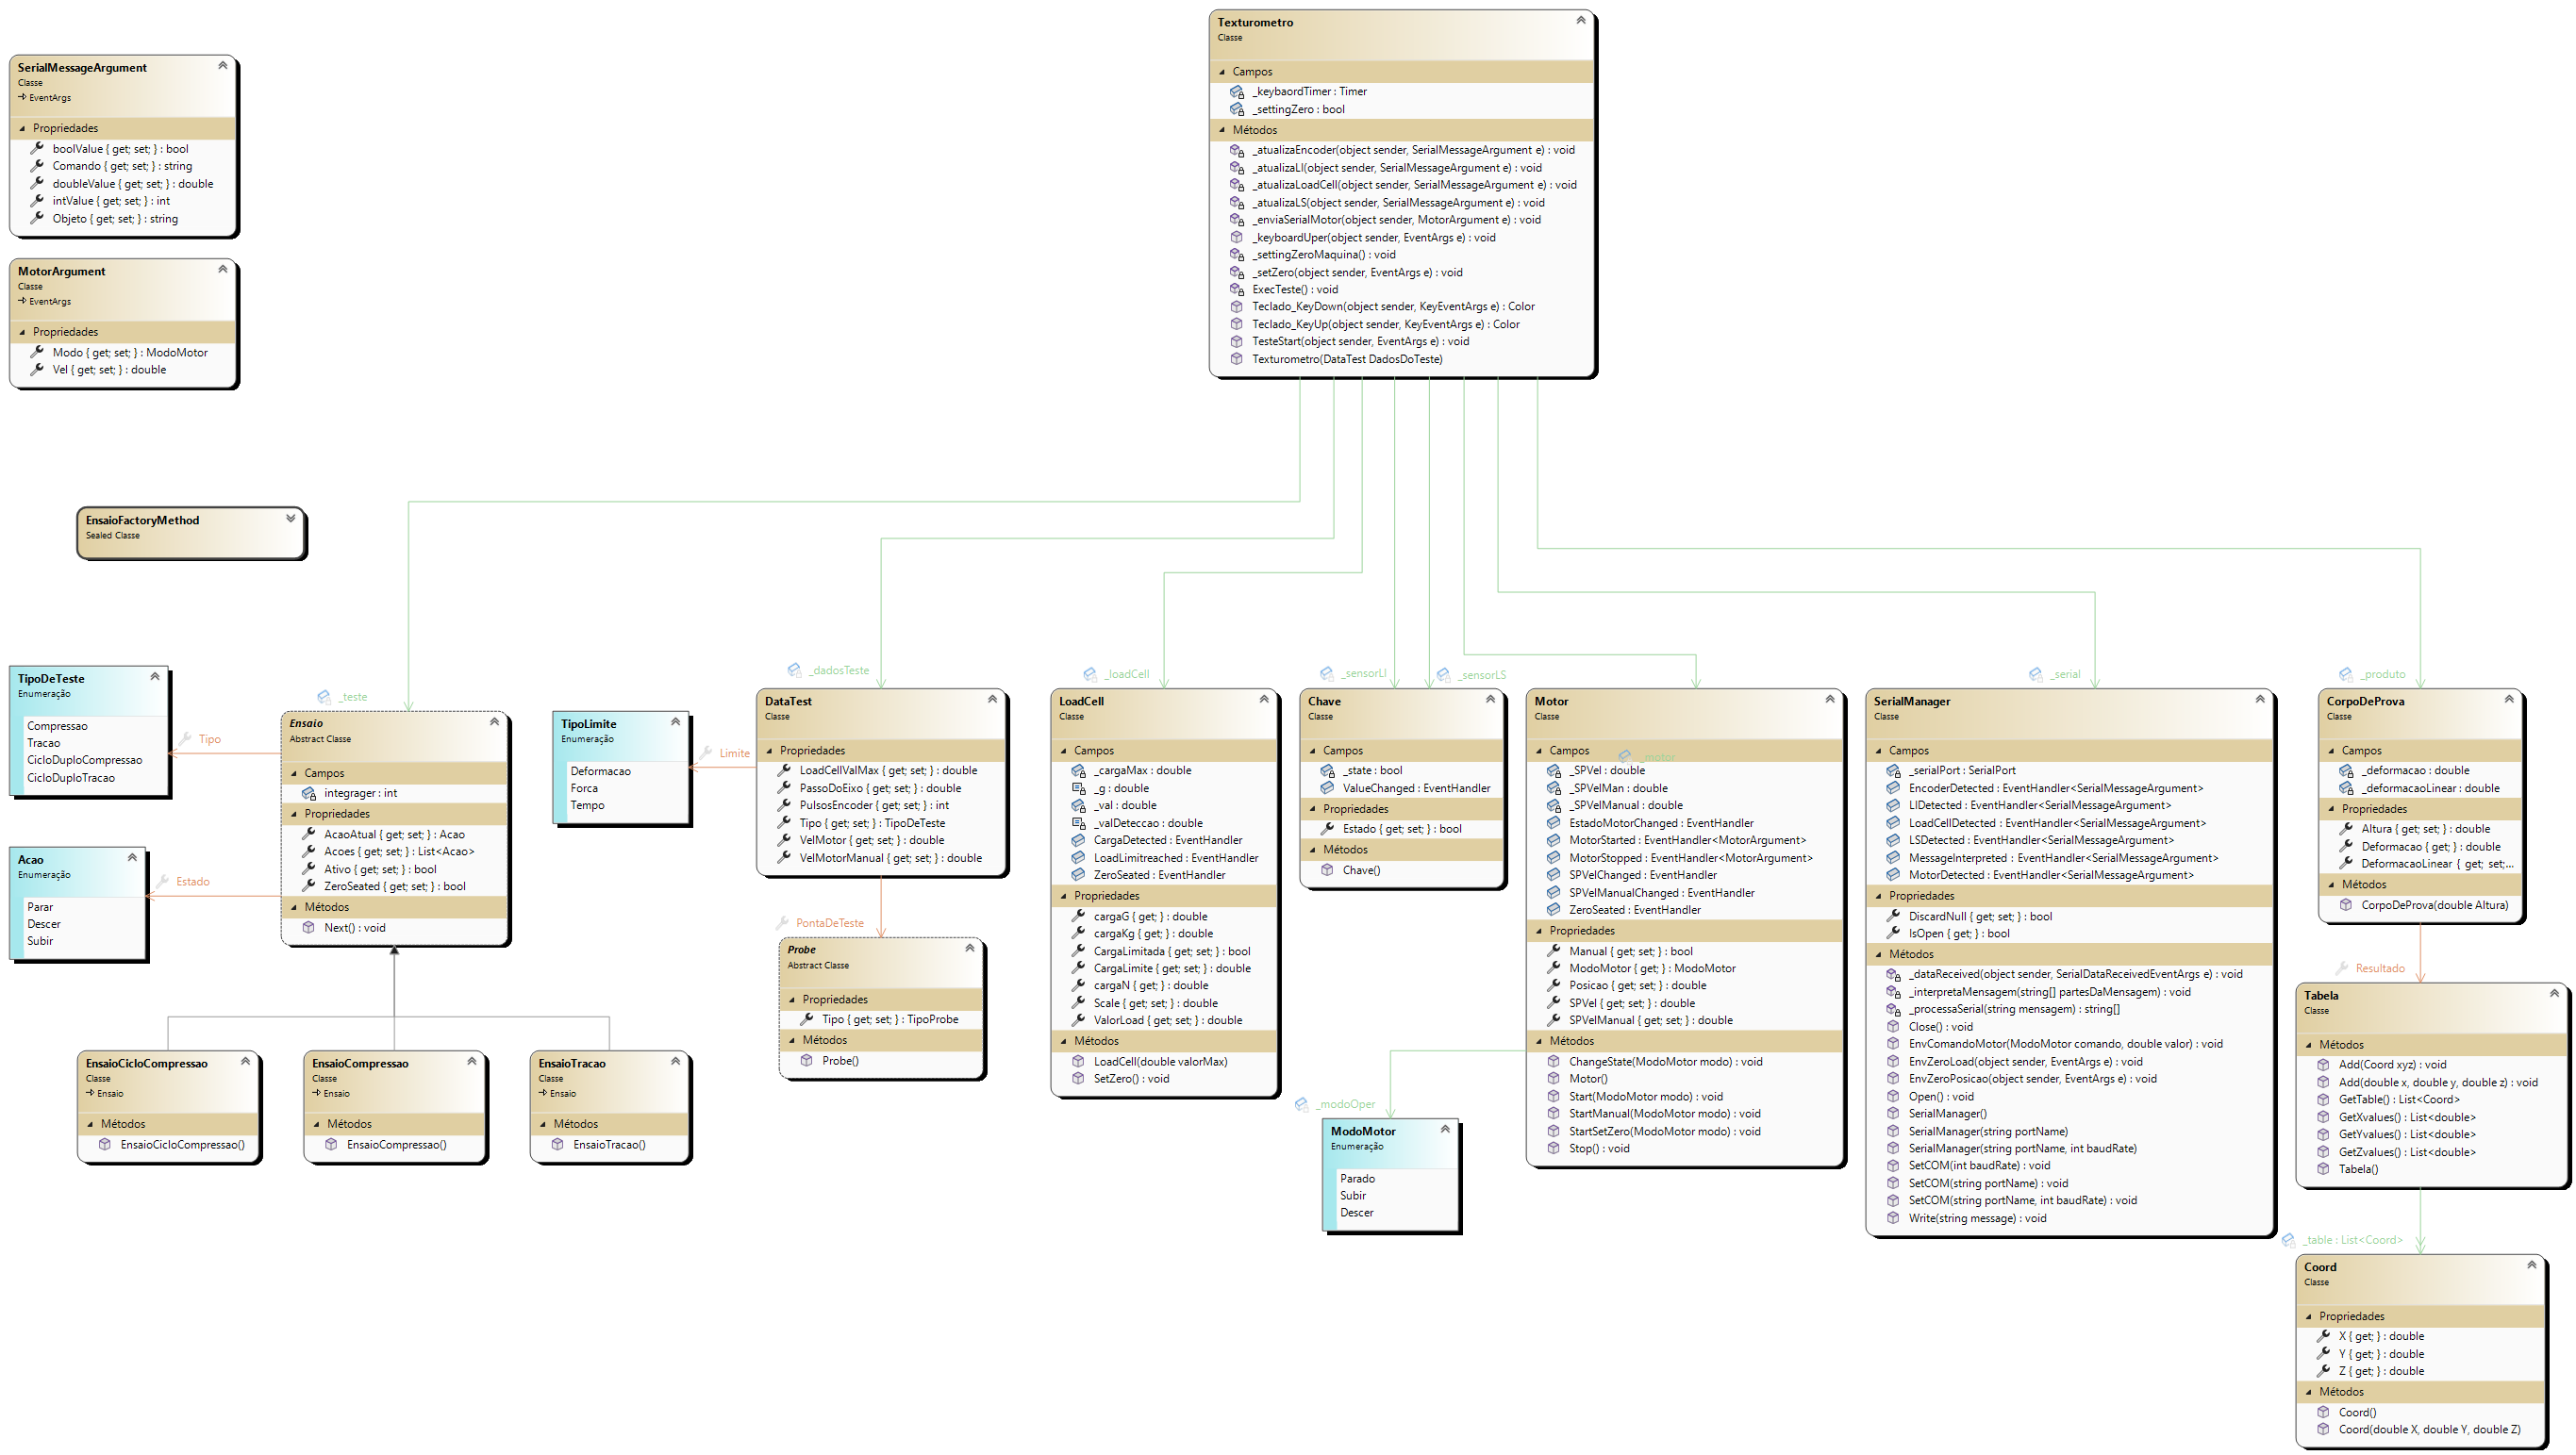 Texturometro
Classe
Campos
_keybaordTimer : Timer
_settingZero : bool
Métodos
_atualizaEncoder(object sender, SerialMessageArgument e) : void
_atualizaLI(object sender, SerialMessageArgument e) : void
_atualizaLoadCell(object sender, SerialMessageArgument e) : void
_atualizaLS(object sender, SerialMessageArgument e) : void
_enviaSerialMotor(object sender, MotorArgument e) : void
_keyboardUper(object sender, EventArgs e) : void
_settingZeroMaquina() : void
_setZero(object sender, EventArgs e) : void
ExecTeste() : void
Teclado_KeyDown(object sender, KeyEventArgs e) : Color
Teclado_KeyUp(object sender, KeyEventArgs e) : Color
TesteStart(object sender, EventArgs e) : void
Texturometro(DataTest DadosDoTeste)
SerialMessageArgument
Classe
EventArgs
Propriedades
boolValue { get; set; } : bool
Comando { get; set; } : string
doubleValue { get; set; } : double
intValue { get; set; } : int
Objeto { get; set; } : string
MotorArgument
Classe
EventArgs
Propriedades
Modo { get; set; } : ModoMotor
Vel { get; set; } : double
EnsaioFactoryMethod
Sealed Classe
TipoDeTeste
Enumeração
Compressao
Tracao
CicloDuploCompressao
CicloDuploTracao
Tipo
Acao
Enumeração
Parar
Descer
Subir
Estado
_teste
Ensaio
Abstract Classe
Campos
integrager : int
Propriedades
AcaoAtual { get; set; } : Acao
Acoes { get; set; } : List<Acao>
Ativo { get; set; } : bool
ZeroSeated { get; set; } : bool
Métodos
Next() : void
EnsaioCicloCompressao
Classe
Ensaio
Métodos
EnsaioCicloCompressao()
EnsaioCompressao
Classe
Ensaio
Métodos
EnsaioCompressao()
EnsaioTracao
Classe
Ensaio
Métodos
EnsaioTracao()
TipoLimite
Enumeração
Deformacao
Forca
Tempo
Limite
_dadosTeste
DataTest
Classe
Propriedades
LoadCellValMax { get; set; } : double
PassoDoEixo { get; set; } : double
PulsosEncoder { get; set; } : int
Tipo { get; set; } : TipoDeTeste
VelMotor { get; set; } : double
VelMotorManual { get; set; } : double
PontaDeTeste
Probe
Abstract Classe
Propriedades
Tipo { get; set; } : TipoProbe
Métodos
Probe()
_loadCell
LoadCell
Classe
Campos
_cargaMax : double
_g : double
_val : double
_valDeteccao : double
CargaDetected : EventHandler
LoadLimitreached : EventHandler
ZeroSeated : EventHandler
Propriedades
cargaG { get; } : double
cargaKg { get; } : double
CargaLimitada { get; set; } : bool
CargaLimite { get; set; } : double
cargaN { get; } : double
Scale { get; set; } : double
ValorLoad { get; set; } : double
Métodos
LoadCell(double valorMax)
SetZero() : void
_sensorLI
_sensorLS
Chave
Classe
Campos
_state : bool
ValueChanged : EventHandler
Propriedades
Estado { get; set; } : bool
Métodos
Chave()
Motor
Classe
Campos
_motor
_SPVel : double
_SPVelMan : double
_SPVelManual : double
EstadoMotorChanged : EventHandler
MotorStarted : EventHandler<MotorArgument>
MotorStopped : EventHandler<MotorArgument>
SPVelChanged : EventHandler
SPVelManualChanged : EventHandler
ZeroSeated : EventHandler
Propriedades
Manual { get; set; } : bool
ModoMotor { get; } : ModoMotor
Posicao { get; set; } : double
SPVel { get; set; } : double
SPVelManual { get; set; } : double
Métodos
ChangeState(ModoMotor modo) : void
Motor()
Start(ModoMotor modo) : void
StartManual(ModoMotor modo) : void
StartSetZero(ModoMotor modo) : void
Stop() : void
_modoOper
ModoMotor
Enumeração
Parado
Subir
Descer
_serial
SerialManager
Classe
Campos
_serialPort : SerialPort
EncoderDetected : EventHandler<SerialMessageArgument>
LIDetected : EventHandler<SerialMessageArgument>
LoadCellDetected : EventHandler<SerialMessageArgument>
LSDetected : EventHandler<SerialMessageArgument>
MessageInterpreted : EventHandler<SerialMessageArgument>
MotorDetected : EventHandler<SerialMessageArgument>
Propriedades
DiscardNull { get; set; } : bool
IsOpen { get; } : bool
Métodos
_dataReceived(object sender, SerialDataReceivedEventArgs e) : void
_interpretaMensagem(string[] partesDaMensagem) : void
_processaSerial(string mensagem) : string[]
Close() : void
EnvComandoMotor(ModoMotor comando, double valor) : void
EnvZeroLoad(object sender, EventArgs e) : void
EnvZeroPosicao(object sender, EventArgs e) : void
Open() : void
SerialManager()
SerialManager(string portName)
SerialManager(string portName, int baudRate)
SetCOM(int baudRate) : void
SetCOM(string portName) : void
SetCOM(string portName, int baudRate) : void
Write(string message) : void
_produto
CorpoDeProva
Classe
Campos
_deformacao : double
_deformacaoLinear : double
Propriedades
Altura { get; set; } : double
Deformacao { get; } : double
DeformacaoLinear { get; set;...
Métodos
CorpoDeProva(double Altura)
Resultado
Tabela
Classe
Métodos
Add(Coord xyz) : void
Add(double x, double y, double z) : void
GetTable() : List<Coord>
GetXvalues() : List<double>
GetYvalues() : List<double>
GetZvalues() : List<double>
Tabela()
_table : List<Coord>
Coord
Classe
Propriedades
X { get; } : double
Y { get; } : double
Z { get; } : double
Métodos
Coord()
Coord(double X, double Y, double Z)